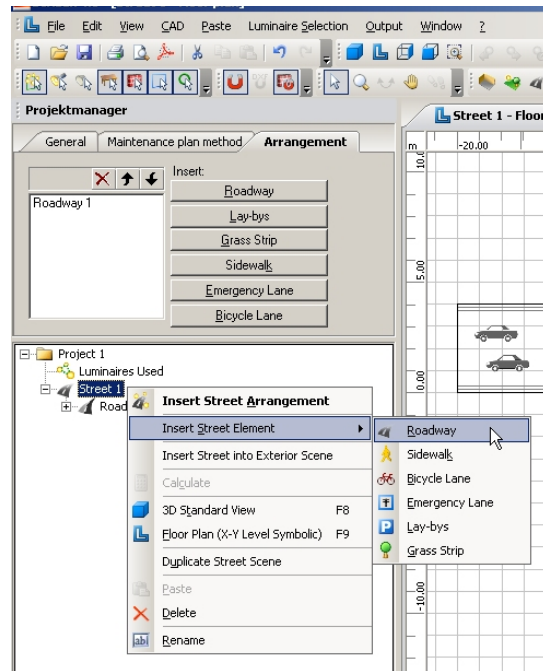 File Edit View CAD Paste Luminaire Selection Output Window ?
Projektmanager
Street 1 - Floor
General Maintenance plan method Arrangement
m -20.00
Insert:
10.
Roadway 1
Roadway
Lay-bys
Grass Strip
Sidewalk
Emergency Lane
Bicycle Lane
5.00
0.00
-10.00
Project 1
Luminaires Used
Street 1
Road
Insert Street Arrangement
Insert Street Element
Insert Street into Exterior Scene
Calculate
3D Standard View F8
Floor Plan (X-Y Level Symbolic) F9
Duplicate Street Scene
Paste
Delete
Rename
Roadway
Sidewalk
Bicycle Lane
Emergency Lane
Lay-bys
Grass Strip